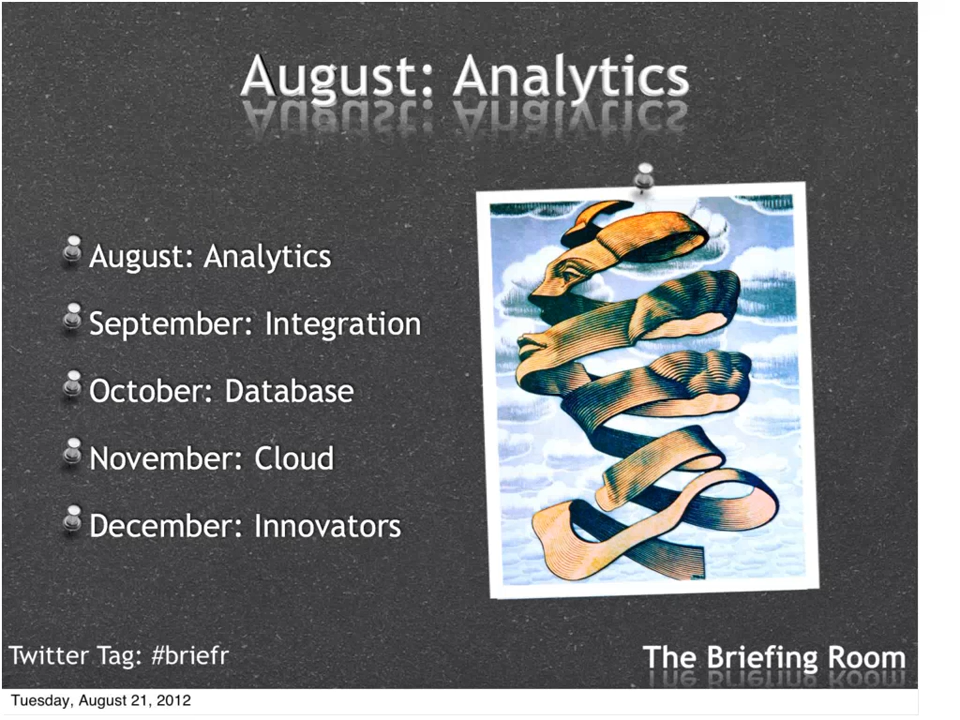 August: Analytics
August: Analytics
September: Integration
October: Database
November: Cloud
December: Innovators
Twitter Tag: #briefr
The Briefing Room
Tuesday, August 21, 2012